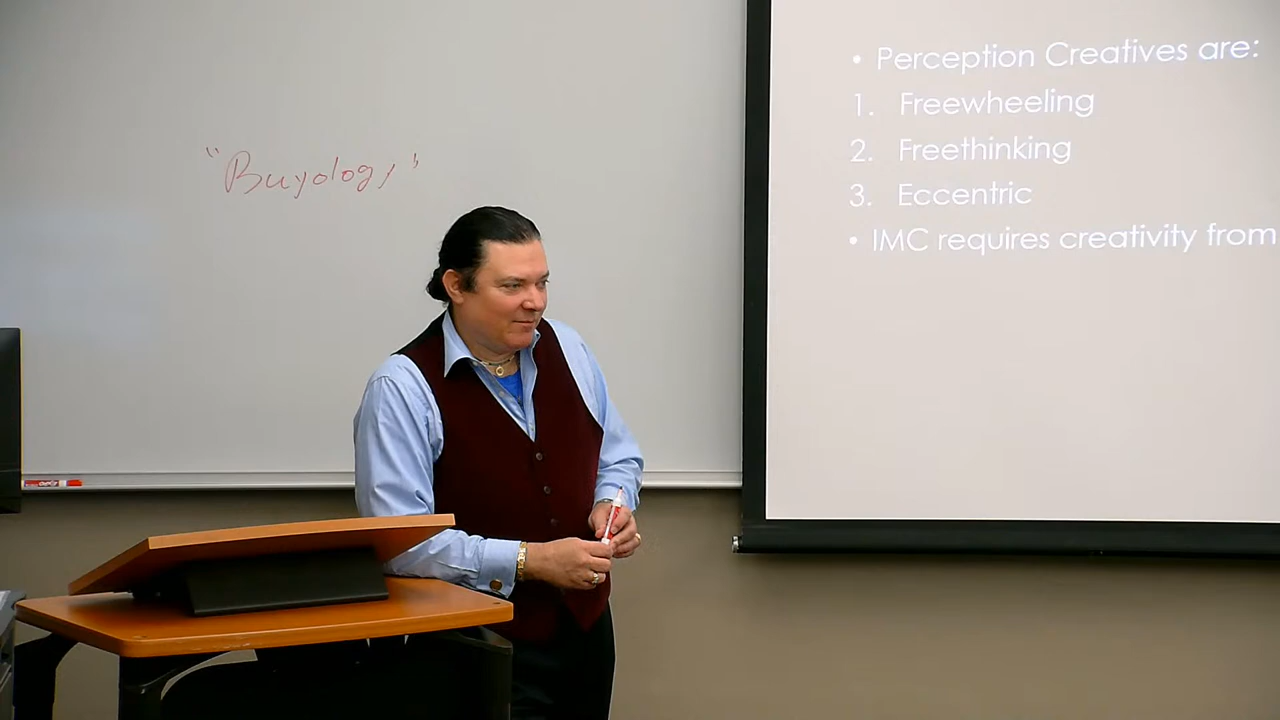 "Buyology"
• Perception Creatives are:
1. Freewheeling
2. Freethinking
3. Eccentric
• IMC requires creativity from